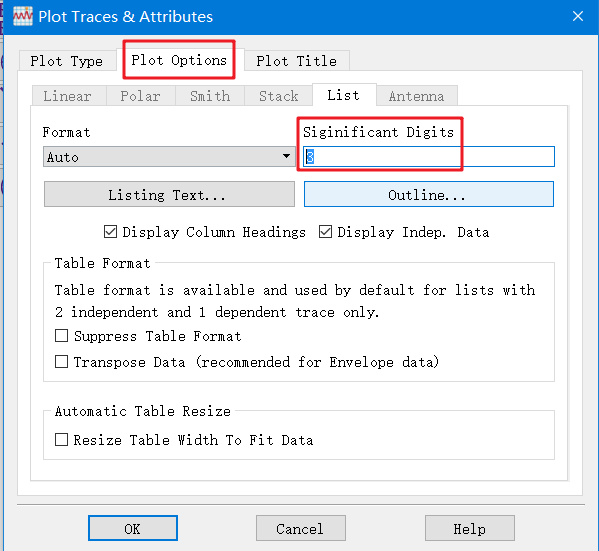 Plot Traces & Attributes
Plot Type Plot Options Plot Title
Linear Polar Smith Stack List Antenna
Format Siginificant Digits
Auto 3
Listing Text... Outline...
Display Column Headings Display Indep. Data
Table Format
Table format is available and used by default for lists with
2 independent and 1 dependent trace only.
Suppress Table Format
Transpose Data (recommended for Envelope data)
Automatic Table Resize
Resize Table Width To Fit Data
OK Cancel Help